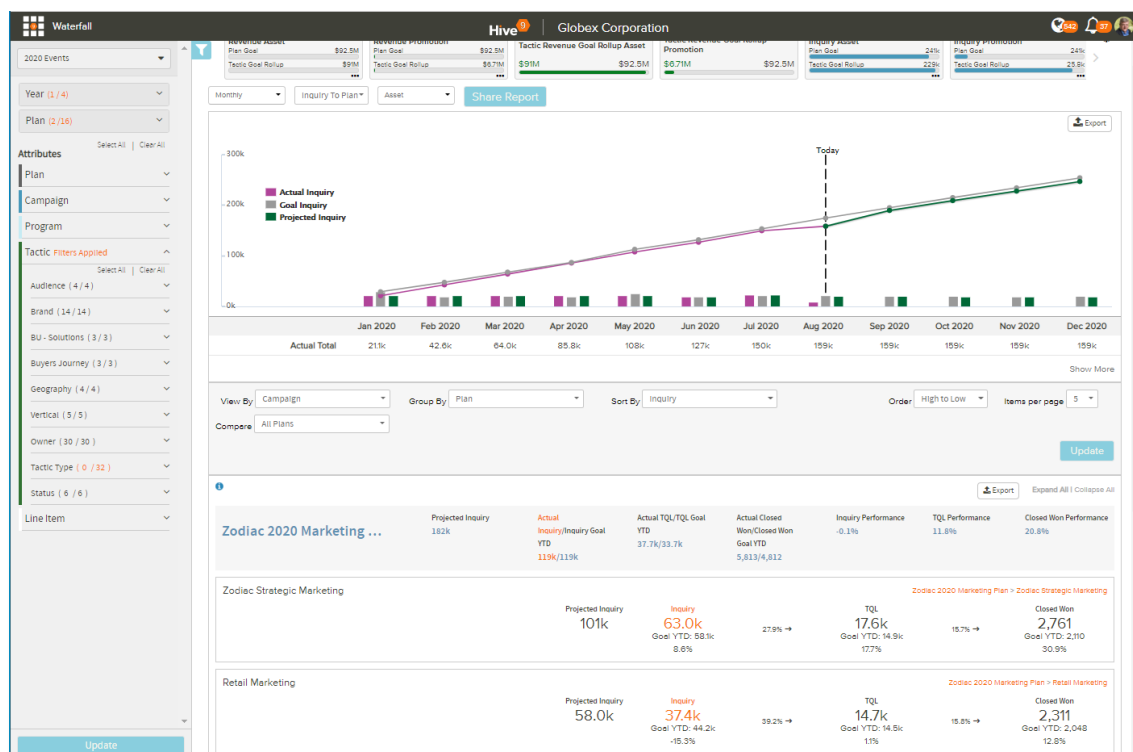 Waterfall
Hive9
Globex Corporation
542
37
2020 Events
Year (1 / 4)
Plan (2 /16)
Select All | Clear All
Attributes
Plan
Campaign
Program
Tactic Filters Applied
Select All | Clear All
Audience ( 4 / 4 )
Brand ( 14 / 14 )
BU - Solutions ( 3 / 3 )
Buyers Journey ( 3 / 3 )
Geography ( 4 / 4 )
Vertical ( 5 / 5 )
Owner ( 30 / 30 )
Tactic Type ( 0 / 32 )
Status ( 6 / 6 )
Line Item
Update
Revenue Asset
Plan Goal $92.5M
Tactic Goal Rollup $91M
Revenue Promotion
Plan Goal $92.5M
Tactic Goal Rollup $6.71M
Tactic Revenue Goal Rollup Asset
$91M $92.5M
Tactic Revenue Goal Rollup
Promotion
$6.71M $92.5M
Inquiry Asset
Plan Goal 241k
Tactic Goal Rollup 229k
Inquiry Promotion
Plan Goal 241k
Tactic Goal Rollup 25.8k
Monthly
Inquiry To Plan
Asset
Share Report
Export
Today
300k
200k
100k
0k
Actual Inquiry
Goal Inquiry
Projected Inquiry
Jan 2020 Feb 2020 Mar 2020 Apr 2020 May 2020 Jun 2020 Jul 2020 Aug 2020 Sep 2020 Oct 2020 Nov 2020 Dec 2020
Actual Total 21.1k 42.6k 64.0k 85.8k 108k 127k 150k 159k 159k 159k 159k 159k
Show More
View By Campaign Group By Plan Sort By Inquiry Order High to Low Items per page 5
Compare All Plans
Update
Export Expand All | Collapse All
Zodiac 2020 Marketing ...
Projected Inquiry
182k
Actual
Inquiry/Inquiry Goal
YTD
119k/119k
Actual TQL/TQL Goal
YTD
37.7k/33.7k
Actual Closed
Won/Closed Won
Goal YTD
5,813/4,812
Inquiry Performance
-0.1%
TQL Performance
11.8%
Closed Won Performance
20.8%
Zodiac Strategic Marketing
Zodiac 2020 Marketing Plan > Zodiac Strategic Marketing
Projected Inquiry
101k
Inquiry
63.0k
Goal YTD: 58.1k
8.6%
27.9% →
TQL
17.6k
Goal YTD: 14.9k
17.7%
15.7% →
Closed Won
2,761
Goal YTD: 2,110
30.9%
Retail Marketing
Zodiac 2020 Marketing Plan > Retail Marketing
Projected Inquiry
58.0k
Inquiry
37.4k
Goal YTD: 44.2k
-15.3%
39.2% →
TQL
14.7k
Goal YTD: 14.5k
1.1%
15.8% →
Closed Won
2,311
Goal YTD: 2,048
12.8%